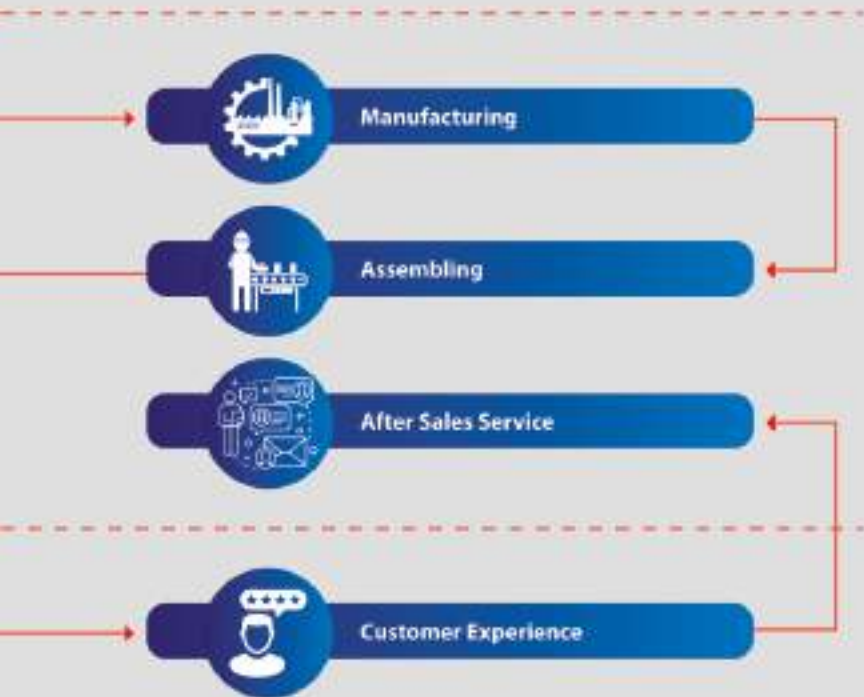 Manufacturing
Assembling
After Sales Service
Customer Experience